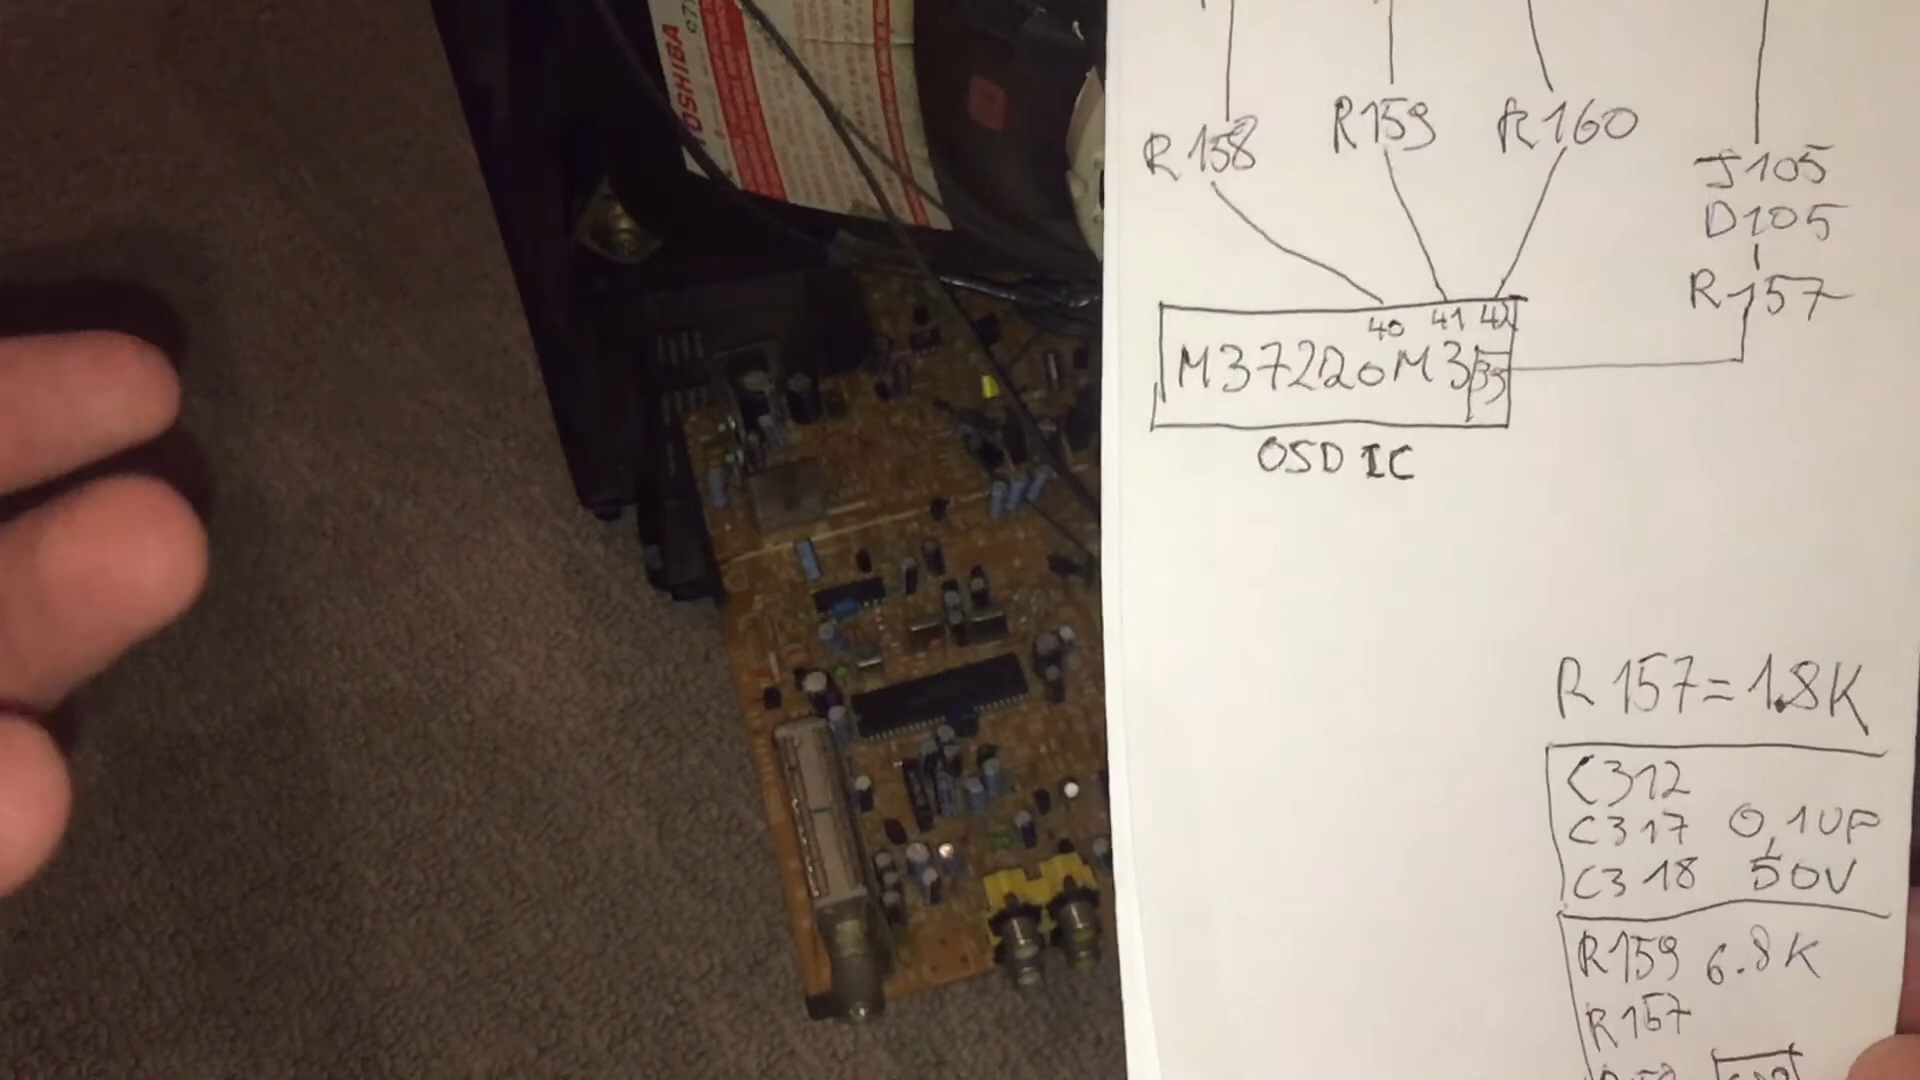 TOSHIBA
R158 R159 R160
J105
D105
R157
40 41 42
M37220M3 35
OSD IC
R157=1.8K
C312
C317 0,1UF
C318 50V
R159 6.8K
R157